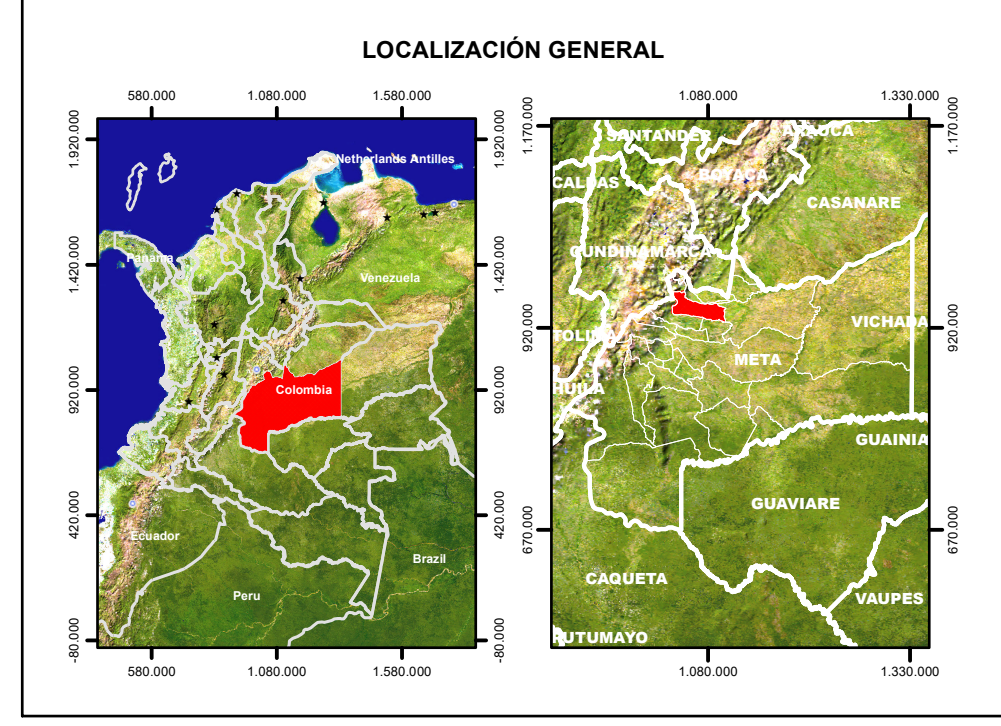 LOCALIZACIÓN GENERAL
580.000 1.080.000 1.580.000
1.920.000 1.920.000
1.420.000 1.420.000
920.000 920.000
420.000 420.000
-80.000 -80.000
Netherlands Antilles
Panama
Venezuela
Colombia
Ecuador
Brazil
Peru
580.000 1.080.000 1.580.000
1.080.000 1.330.000
1.170.000 1.170.000
920.000 920.000
670.000 670.000
SANTANDER
ARAUCA
BOYACA
CALDAS
CASANARE
CUNDINAMARCA
VICHADA
TOLIMA
META
HUILA
GUAINIA
GUAVIARE
CAQUETA
VAUPES
PUTUMAYO
1.080.000 1.330.000